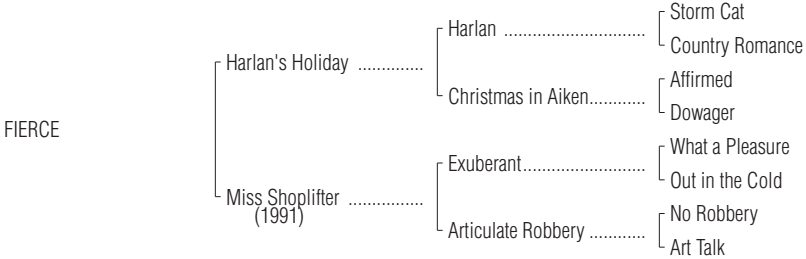 Storm Cat
Harlan ..............................
Country Romance
Harlan's Holiday ..............
Affirmed
Christmas in Aiken............
Dowager
FIERCE
What a Pleasure
Exuberant..........................
Out in the Cold
Miss Shoplifter ................
(1991)
No Robbery
Articulate Robbery ............
Art Talk